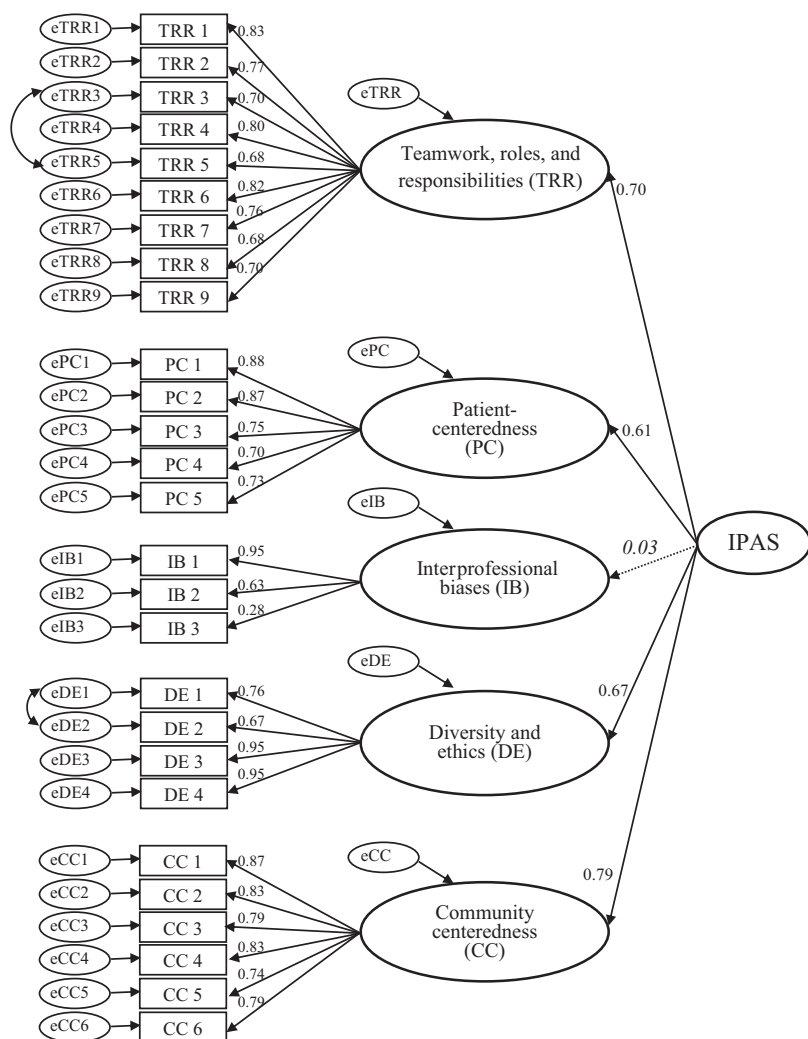 eTRR1 TRR 1 0.83
eTRR2 TRR 2 0.77
eTRR3 TRR 3 0.70
eTRR4 TRR 4 0.80
eTRR5 TRR 5 0.68
eTRR6 TRR 6 0.82
eTRR7 TRR 7 0.76
eTRR8 TRR 8 0.68
eTRR9 TRR 9 0.70
eTRR
Teamwork, roles, and
responsibilities (TRR)
0.70
ePC1 PC 1 0.88
ePC2 PC 2 0.87
ePC3 PC 3 0.75
ePC4 PC 4 0.70
ePC5 PC 5 0.73
ePC
Patient-
centeredness
(PC)
0.61
eIB1 IB 1 0.95
eIB2 IB 2 0.63
eIB3 IB 3 0.28
eIB
Interprofessional
biases (IB)
0.03
IPAS
eDE1 DE 1 0.76
eDE2 DE 2 0.67
eDE3 DE 3 0.95
eDE4 DE 4 0.95
eDE
Diversity and
ethics (DE)
0.67
eCC1 CC 1 0.87
eCC2 CC 2 0.83
eCC3 CC 3 0.79
eCC4 CC 4 0.83
eCC5 CC 5 0.74
eCC6 CC 6 0.79
eCC
Community
centeredness
(CC)
0.79